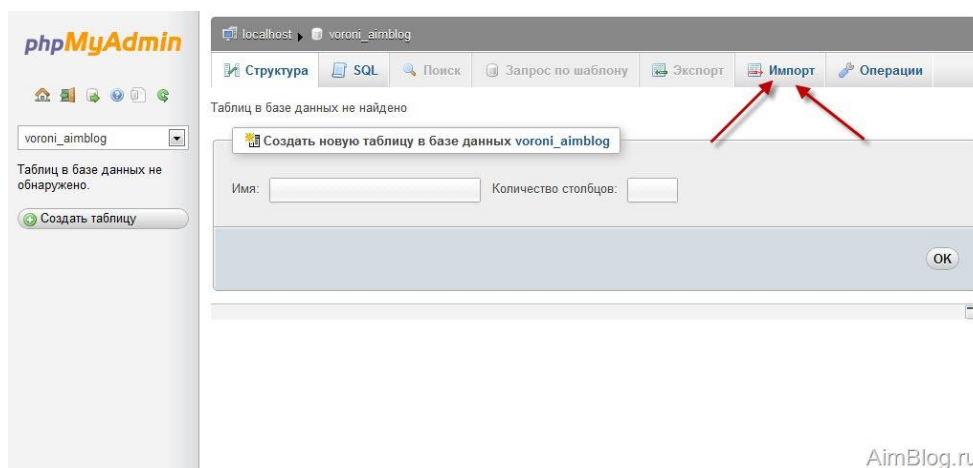 phpMyAdmin
localhost ▸ voroni_aimblog
Структура SQL Поиск Запрос по шаблону Экспорт Импорт Операции
voroni_aimblog
Таблиц в базе данных не
обнаружено.
Создать таблицу
Таблиц в базе данных не найдено
Создать новую таблицу в базе данных voroni_aimblog
Имя: Количество столбцов:
OK
AimBlog.ru